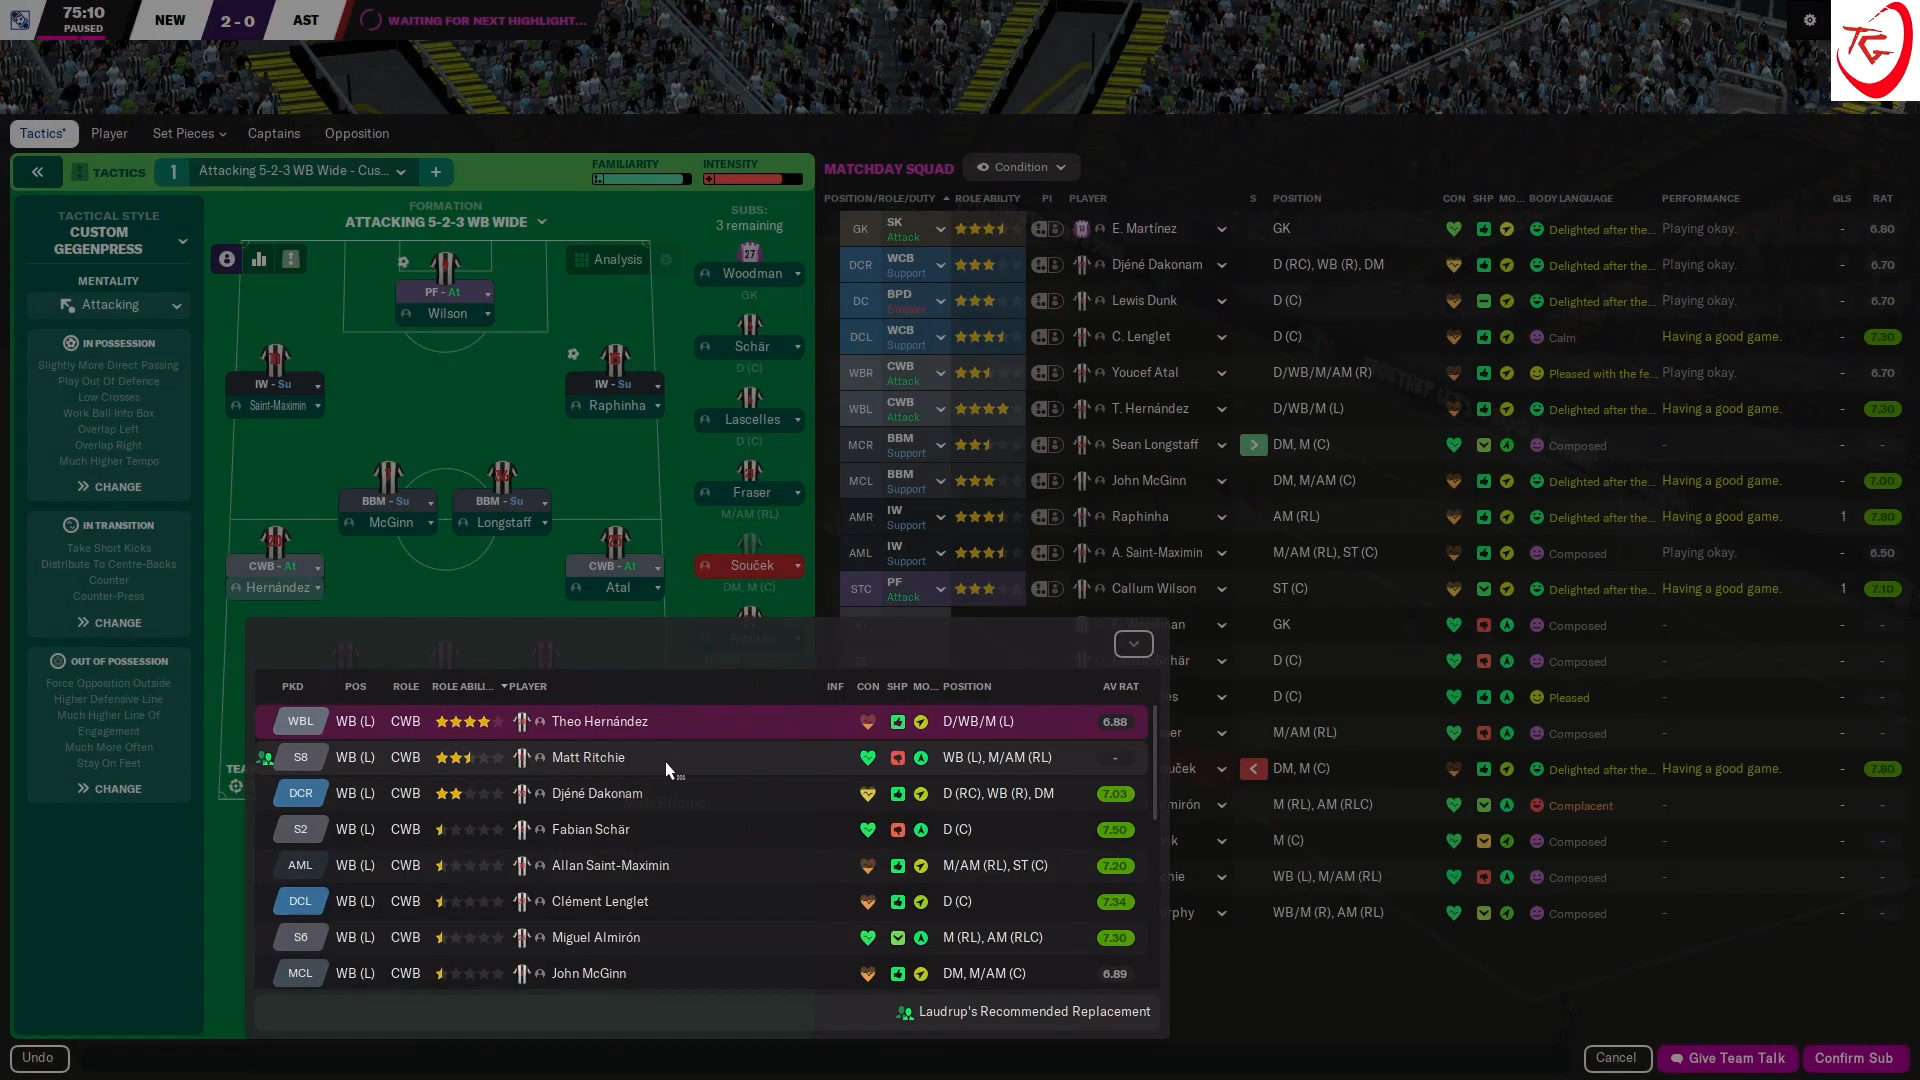 75:10
PAUSED
NEW
2 - 0
AST
WAITING FOR NEXT HIGHLIGHT...
TG
Tactics*
Player
Set Pieces
Captains
Opposition
TACTICS
1
Attacking 5-2-3 WB Wide - Cus...
+
FAMILIARITY
INTENSITY
TACTICAL STYLE
CUSTOM
GEGENPRESS
MENTALITY
Attacking
IN POSSESSION
Slightly More Direct Passing
Play Out Of Defence
Low Crosses
Work Ball Into Box
Overlap Left
Overlap Right
Much Higher Tempo
CHANGE
IN TRANSITION
Take Short Kicks
Distribute To Centre-Backs
Counter
Counter-Press
CHANGE
OUT OF POSSESSION
Force Opposition Outside
Higher Defensive Line
Much Higher Line Of
Engagement
Much More Often
Stay On Feet
CHANGE
FORMATION
ATTACKING 5-2-3 WB WIDE
Analysis
PF - At
Wilson
IW - Su
Saint-Maximin
IW - Su
Raphinha
BBM - Su
McGinn
BBM - Su
Longstaff
CWB - At
Hernández
CWB - At
Atal
TEA
SUBS:
3 remaining
27
Woodman
GK
Schär
D (C)
Lascelles
D (C)
Fraser
M/AM (RL)
Souček
DM, M (C)
Almirón
MATCHDAY SQUAD
Condition
POSITION/ROLE/DUTY ROLE ABILITY PI PLAYER S POSITION CON SHP MO... BODY LANGUAGE PERFORMANCE GLS RAT
GK SK Attack E. Martínez GK Delighted after the... Playing okay. - 6.80
DCR WCB Support Djéné Dakonam D (RC), WB (R), DM Delighted after the... Playing okay. - 6.70
DC BPD Stopper Lewis Dunk D (C) Delighted after the... Playing okay. - 6.70
DCL WCB Support C. Lenglet D (C) Calm Having a good game. - 7.30
WBR CWB Attack Youcef Atal D/WB/M/AM (R) Pleased with the fe... Playing okay. - 6.70
WBL CWB Attack T. Hernández D/WB/M (L) Delighted after the... Having a good game. - 7.30
MCR BBM Support Sean Longstaff DM, M (C) Composed - - -
MCL BBM Support John McGinn DM, M/AM (C) Delighted after the... Having a good game. - 7.00
AMR IW Support Raphinha AM (RL) Delighted after the... Having a good game. 1 7.80
AML IW Support A. Saint-Maximin M/AM (RL), ST (C) Composed Playing okay. - 6.50
STC PF Attack Callum Wilson ST (C) Delighted after the... Having a good game. 1 7.10
GK Composed - - -
Schär D (C) Composed - - -
es D (C) Pleased - - -
er M/AM (RL) Composed - - -
uček DM, M (C) Delighted after the... Having a good game. - 7.80
mirón M (RL), AM (RLC) Complacent - - -
ck M (C) Composed - - -
hie WB (L), M/AM (RL) Composed - - -
rphy WB/M (R), AM (RL) Composed - - -
PKD POS ROLE ROLE ABILI... PLAYER INF CON SHP MO... POSITION AV RAT
WBL WB (L) CWB Theo Hernández D/WB/M (L) 6.88
S8 WB (L) CWB Matt Ritchie WB (L), M/AM (RL) -
DCR WB (L) CWB Djéné Dakonam D (RC), WB (R), DM 7.03
S2 WB (L) CWB Fabian Schär D (C) 7.50
AML WB (L) CWB Allan Saint-Maximin M/AM (RL), ST (C) 7.20
DCL WB (L) CWB Clément Lenglet D (C) 7.34
S6 WB (L) CWB Miguel Almirón M (RL), AM (RLC) 7.30
MCL WB (L) CWB John McGinn DM, M/AM (C) 6.89
Laudrup's Recommended Replacement
Undo
Cancel
Give Team Talk
Confirm Sub